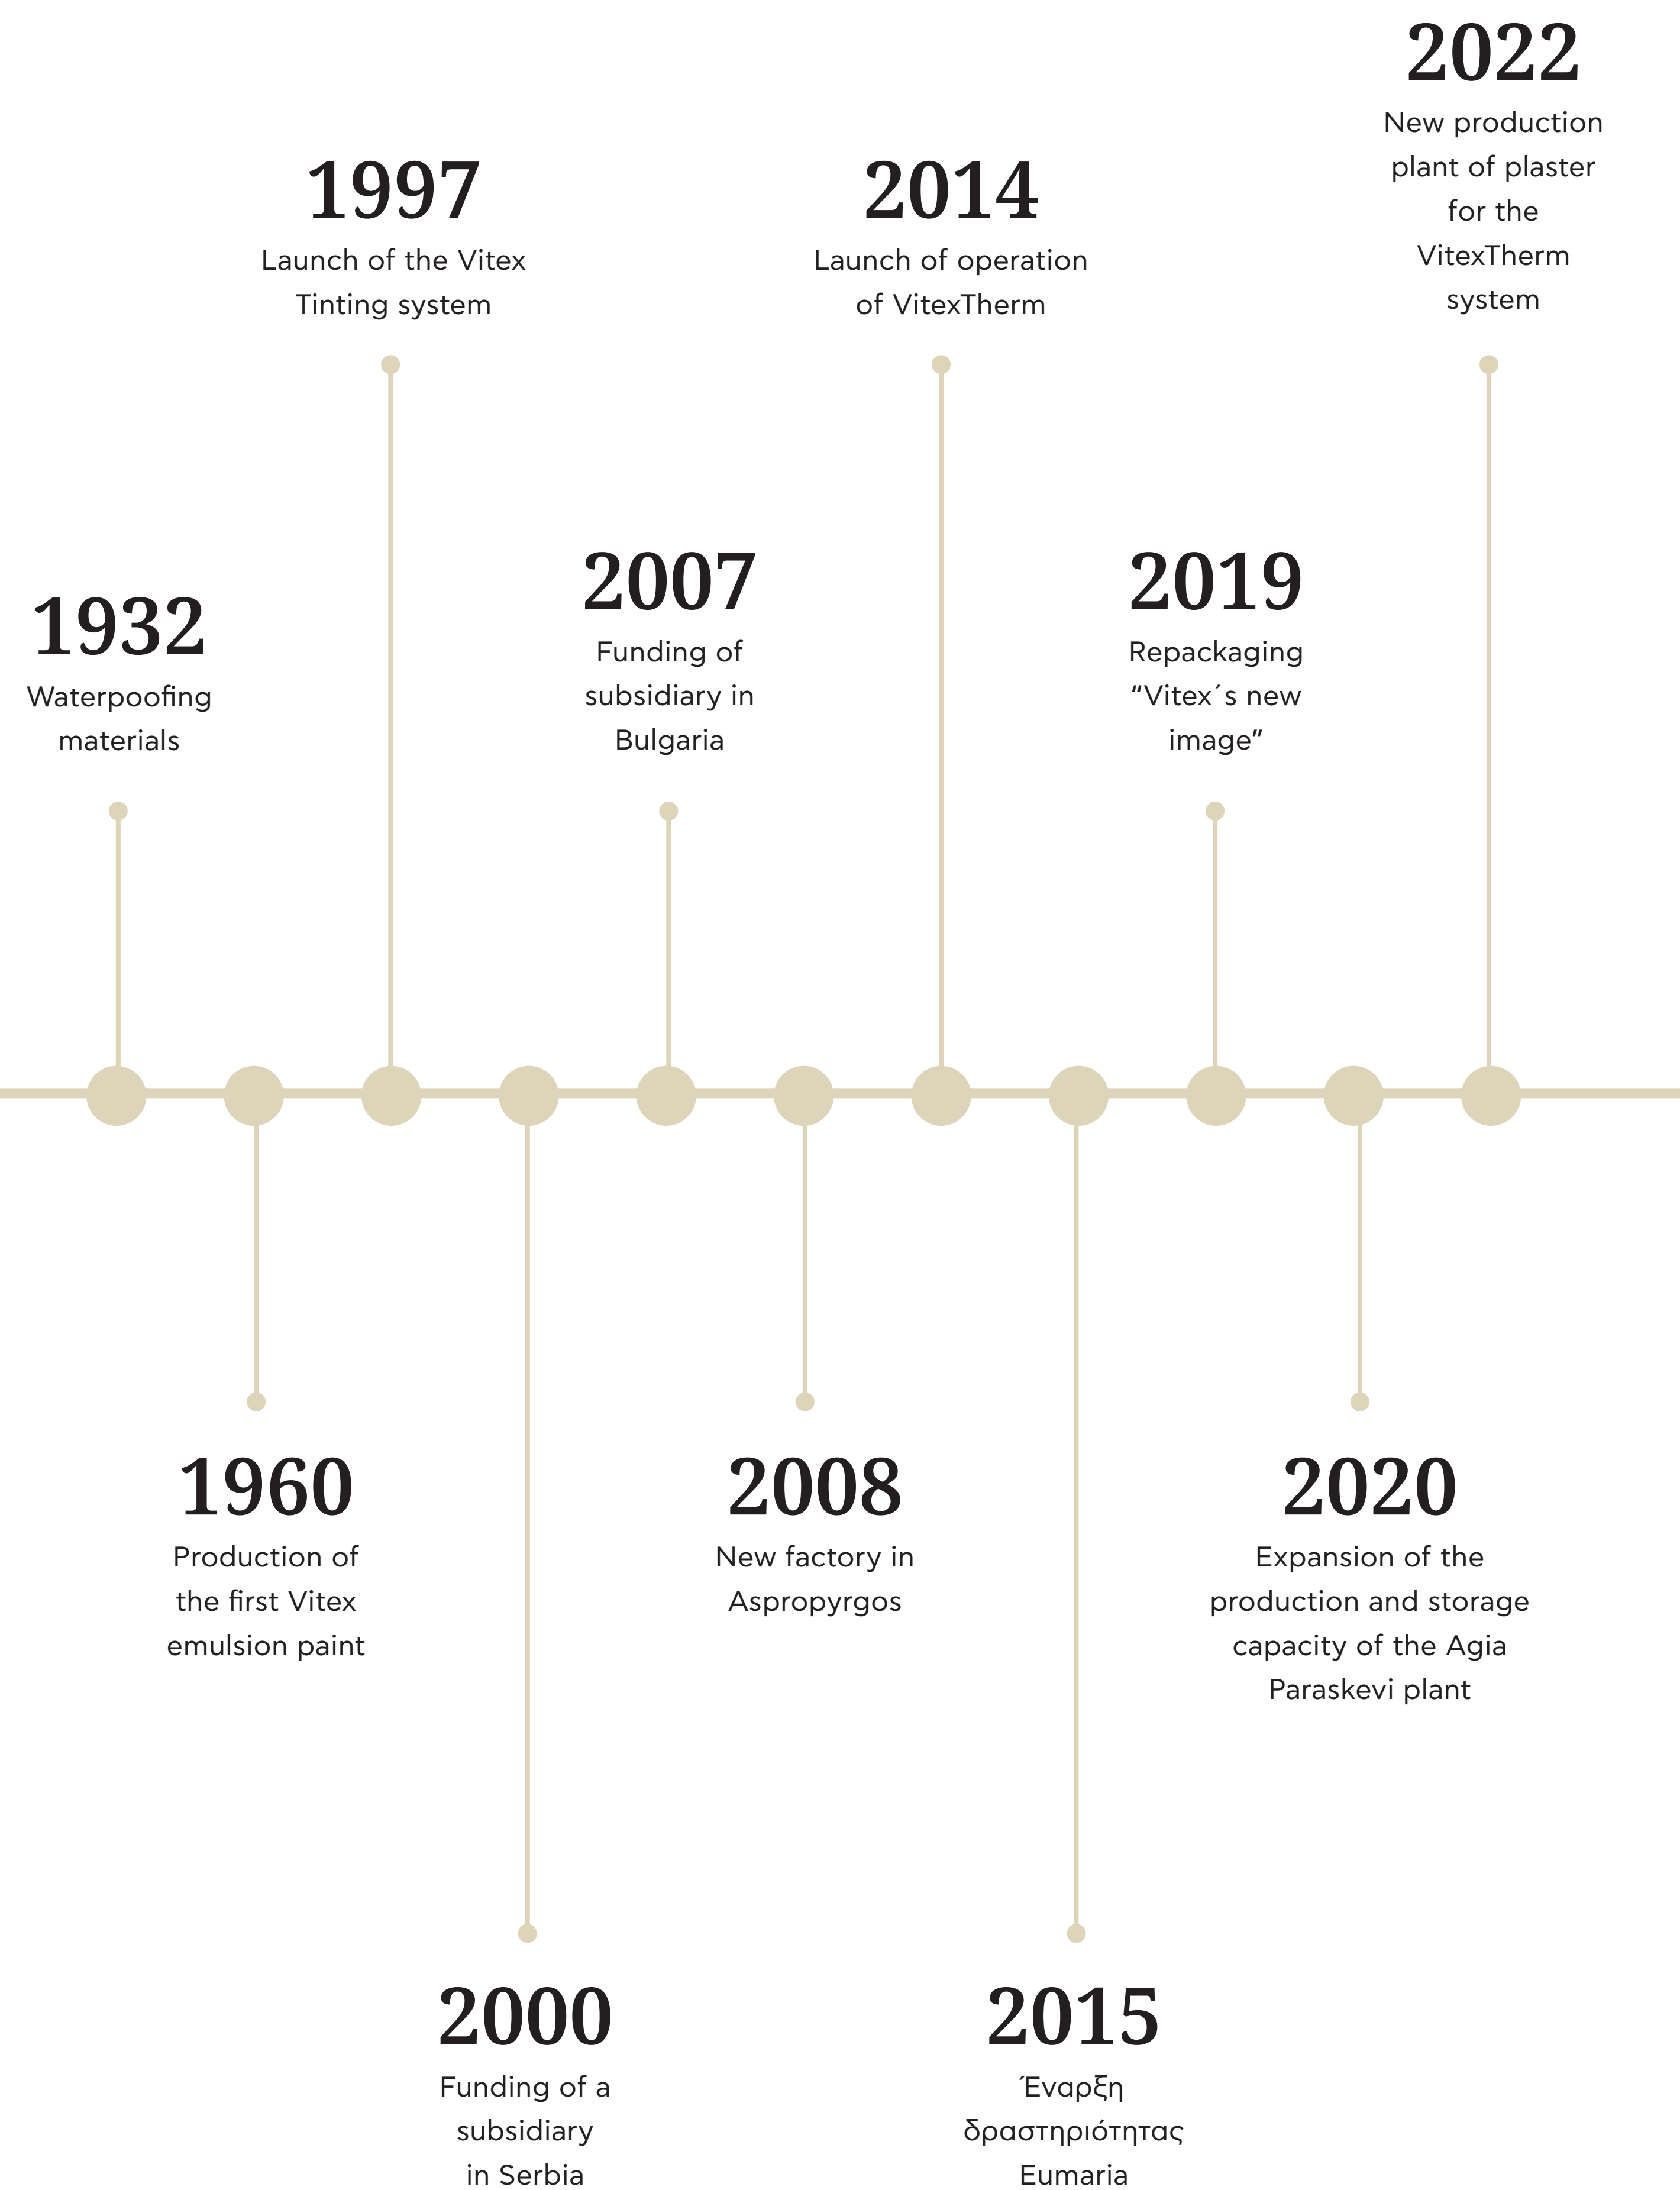 2022
New production
plant of plaster
for the
VitexTherm
system
1997
Launch of the Vitex
Tinting system
2014
Launch of operation
of VitexTherm
1932
Waterpoofing
materials
2007
Funding of
subsidiary in
Bulgaria
2019
Repackaging
“Vitex´s new
image”
1960
Production of
the first Vitex
emulsion paint
2008
New factory in
Aspropyrgos
2020
Expansion of the
production and storage
capacity of the Agia
Paraskevi plant
2000
Funding of a
subsidiary
in Serbia
2015
Έναρξη
δραστηριότητας
Eumaria